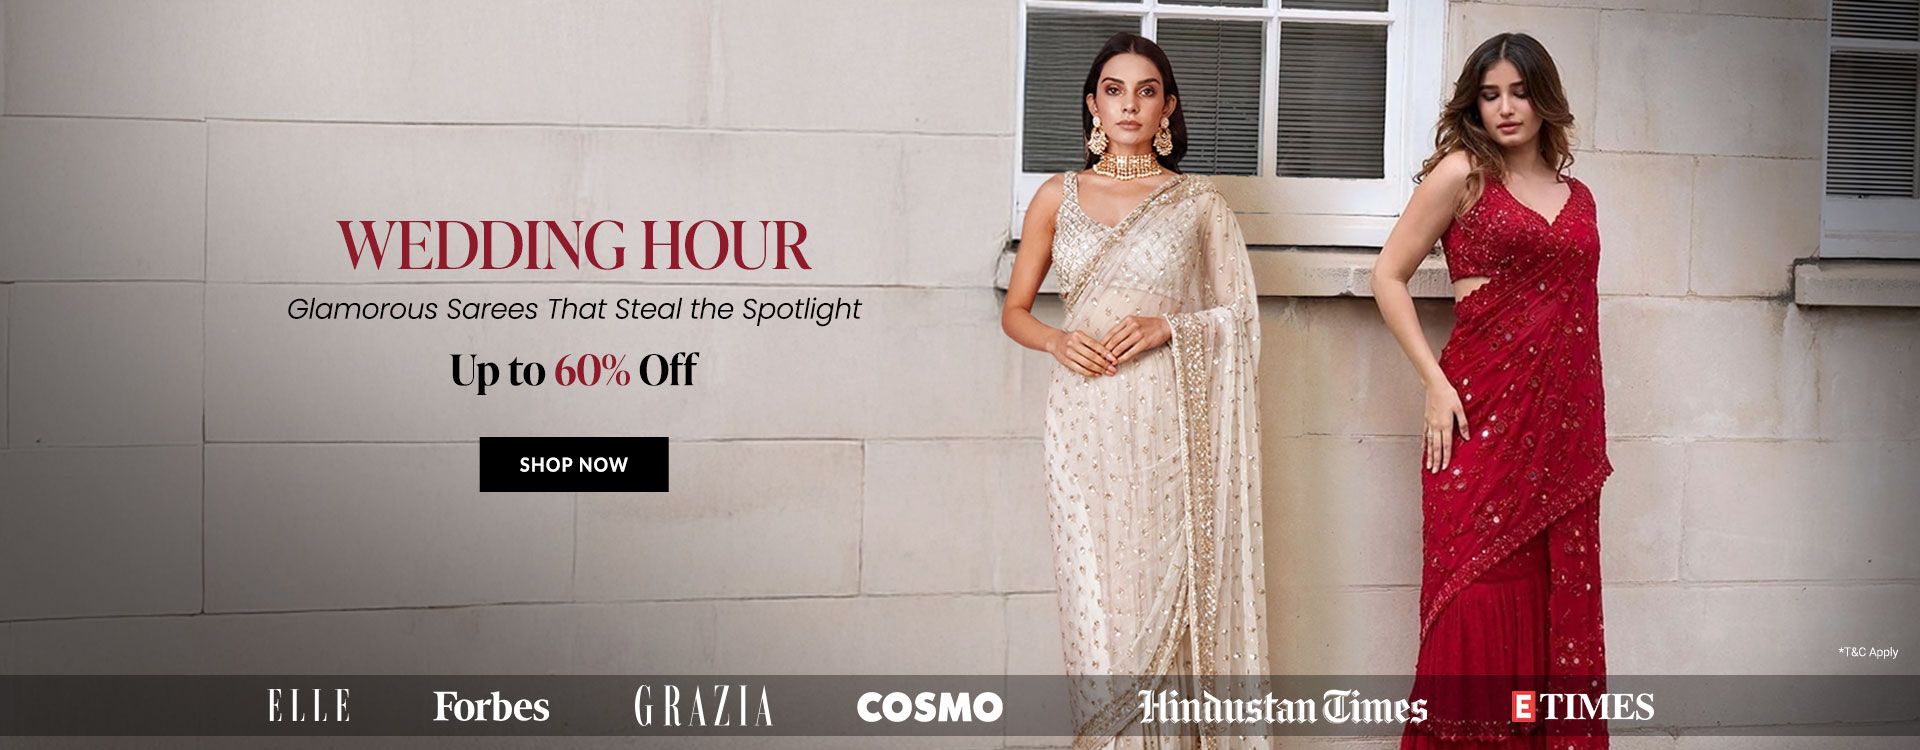 WEDDING HOUR
Glamorous Sarees That Steal the Spotlight
Up to 60% Off
SHOP NOW
*T&C Apply
ELLE Forbes GRAZIA COSMO Hindustan Times E TIMES